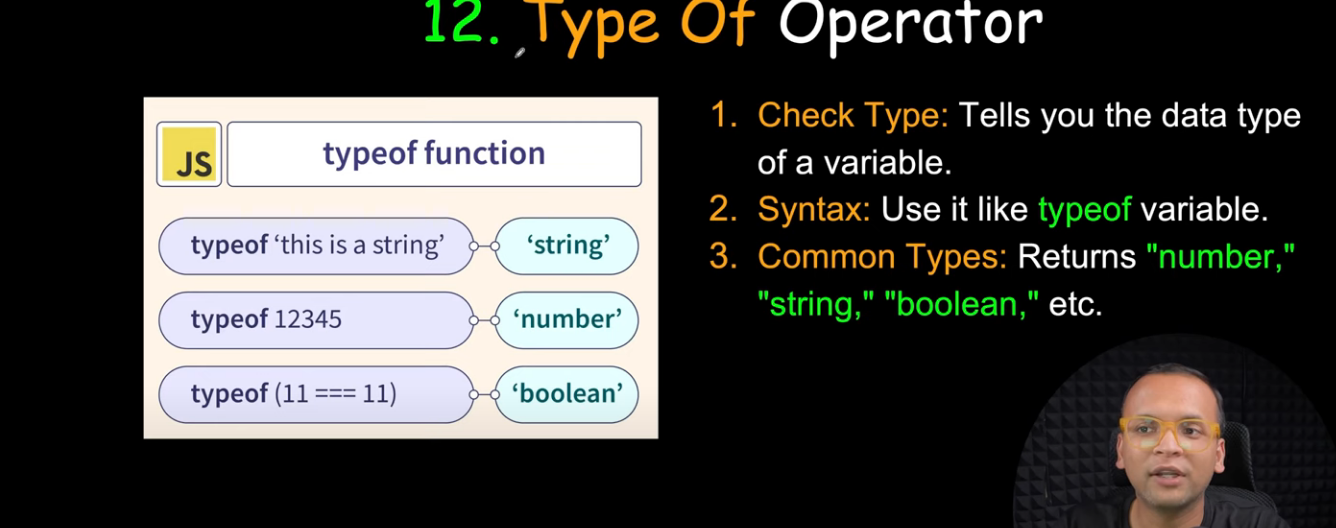 12. Type Of Operator
JS
typeof function
typeof ‘this is a string’
‘string’
typeof 12345
‘number’
typeof (11 === 11)
‘boolean’
1. Check Type: Tells you the data type
of a variable.
2. Syntax: Use it like typeof variable.
3. Common Types: Returns "number,"
"string," "boolean," etc.